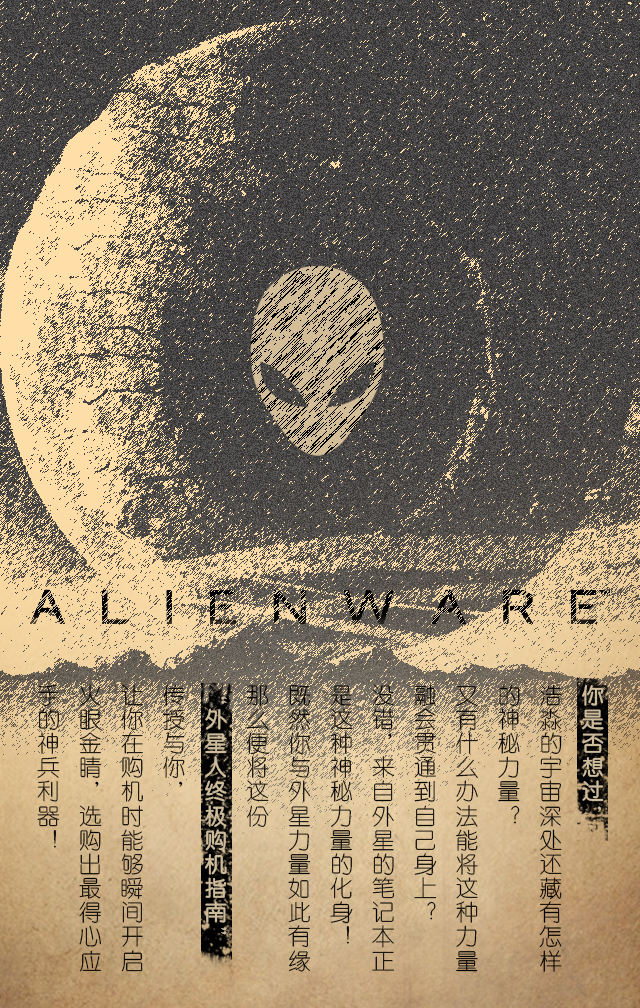 ALIENWARE
你是否想过
浩淼的宇宙深处还藏有怎样
的神秘力量？
又有什么办法能将这种力量
融会贯通到自己身上？
没错，来自外星的笔记本正
是这种神秘力量的化身！
既然你与外星力量如此有缘
那么便将这份
外星人终极购机指南
传授与你，
让你在购机时能够瞬间开启
火眼金睛，选购出最得心应
手的神兵利器！